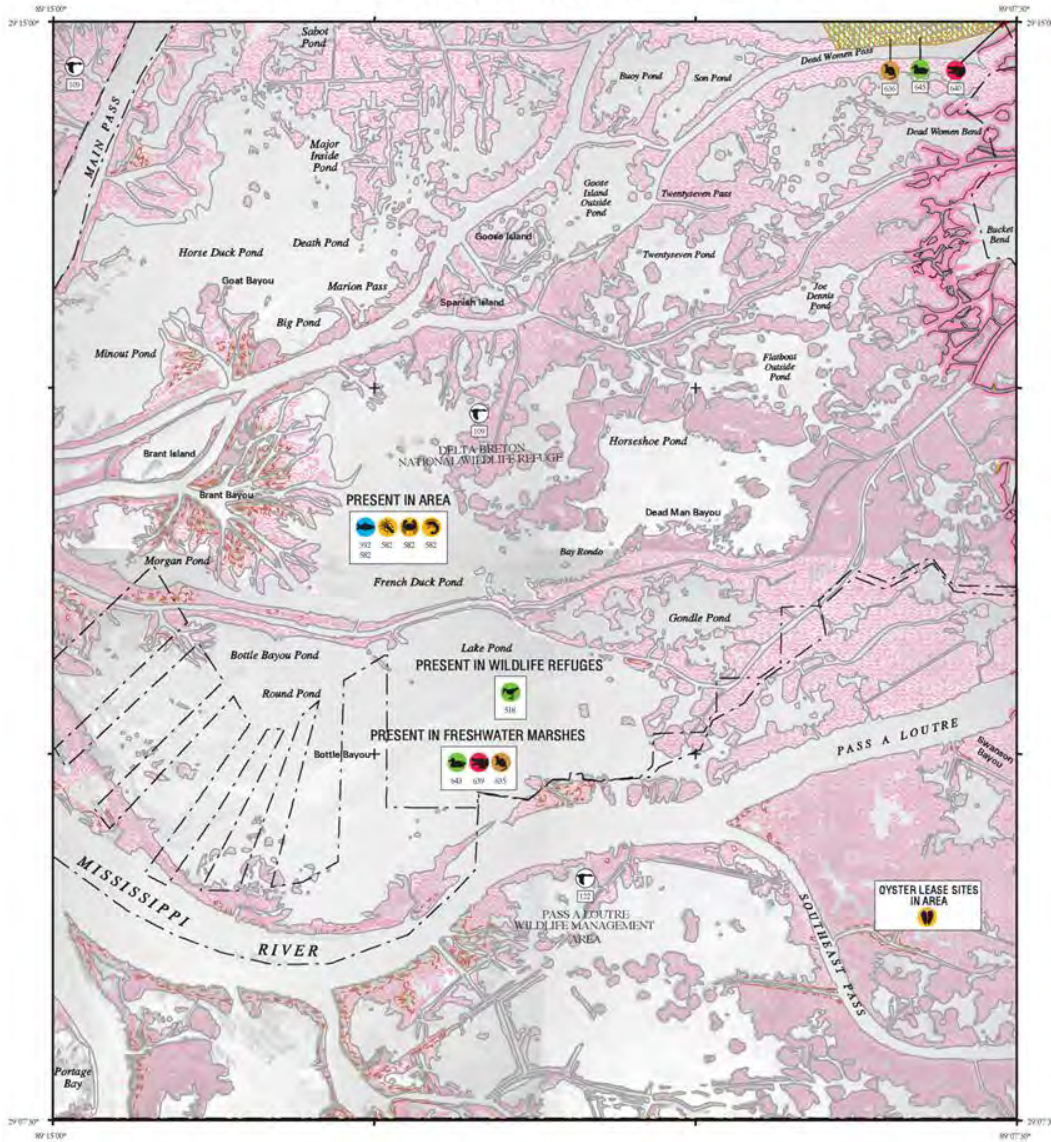 89°15'00"
89°07'30"
29°15'00"
Sabot
Pond
Buoy Pond
Son Pond
Dead Women Pass
109
636
645
640
MAIN PASS
Major
Inside
Pond
Dead Women Bend
Goose
Island
Outside
Pond
Twentyseven Pass
Goose Island
Bucket
Bend
Death Pond
Horse Duck Pond
Twentyseven Pond
Goat Bayou
Marion Pass
Joe
Dennis
Pond
Spanish Island
Big Pond
Minout Pond
Flatboat
Outside
Pond
109
Horseshoe Pond
DELTA BRETON
NATIONAL WILDLIFE REFUGE
Brant Island
Brant Bayou
PRESENT IN AREA
Dead Man Bayou
392
582
582
582
582
Bay Rondo
Morgan Pond
French Duck Pond
Gondle Pond
Lake Pond
Bottle Bayou Pond
PRESENT IN WILDLIFE REFUGES
Round Pond
516
PRESENT IN FRESHWATER MARSHES
PASS A LOUTRE
Bottle Bayou
643
639
635
Swanson
Bayou
MISSISSIPPI
RIVER
122
OYSTER LEASE SITES
IN AREA
PASS A LOUTRE
WILDLIFE MANAGEMENT
AREA
SOUTHEAST PASS
Portage
Bay
29°07'30"
89°15'00"
89°07'30"